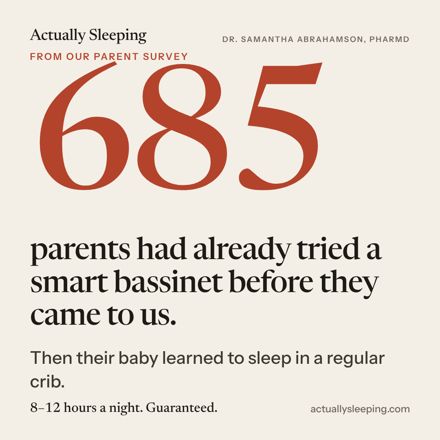 Actually Sleeping
DR. SAMANTHA ABRAHAMSON, PHARMD
FROM OUR PARENT SURVEY
685
parents had already tried a
smart bassinet before they
came to us.
Then their baby learned to sleep in a regular
crib.
8–12 hours a night. Guaranteed.
actuallysleeping.com